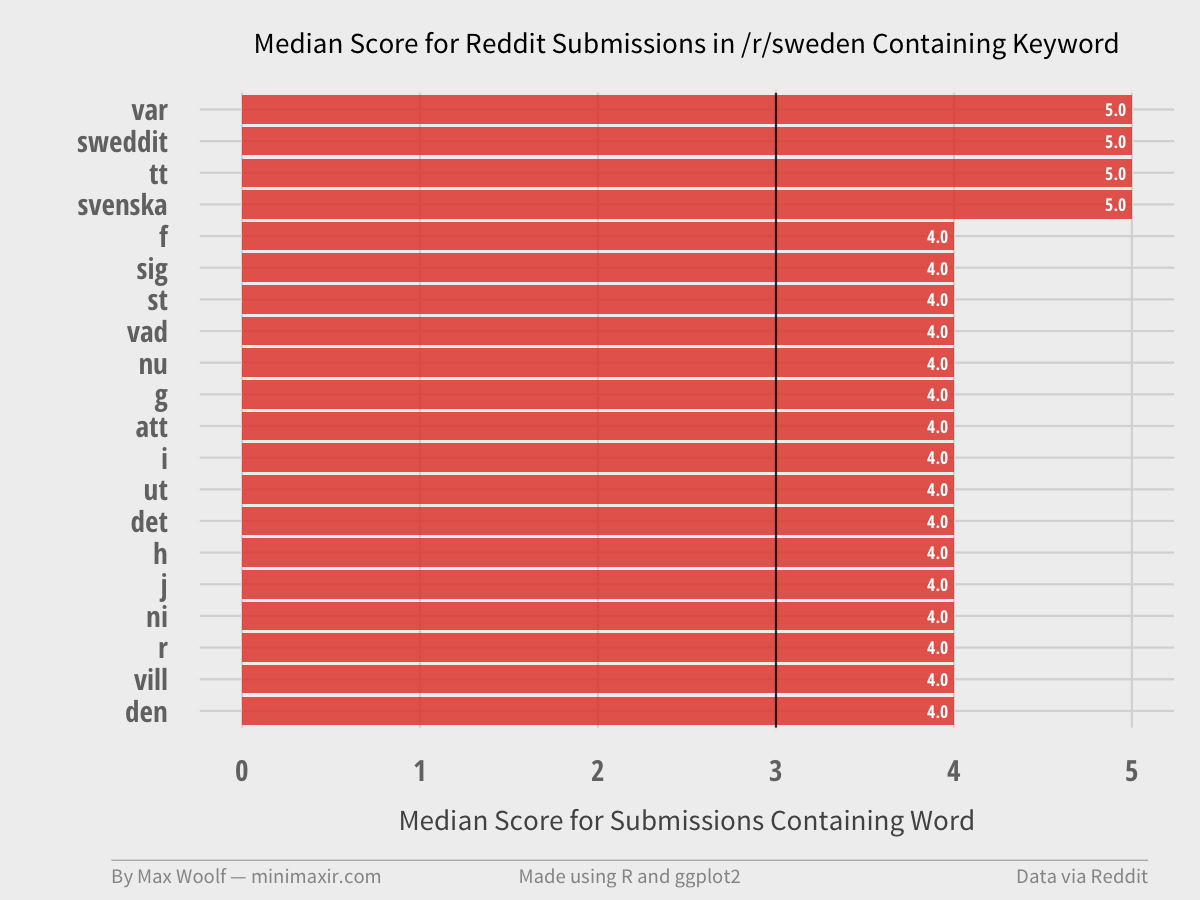 Median Score for Reddit Submissions in /r/sweden Containing Keyword
var 5.0
sweddit 5.0
tt 5.0
svenska 5.0
f 4.0
sig 4.0
st 4.0
vad 4.0
nu 4.0
g 4.0
att 4.0
i 4.0
ut 4.0
det 4.0
h 4.0
j 4.0
ni 4.0
r 4.0
vill 4.0
den 4.0
0 1 2 3 4 5
Median Score for Submissions Containing Word
By Max Woolf — minimaxir.com Made using R and ggplot2 Data via Reddit